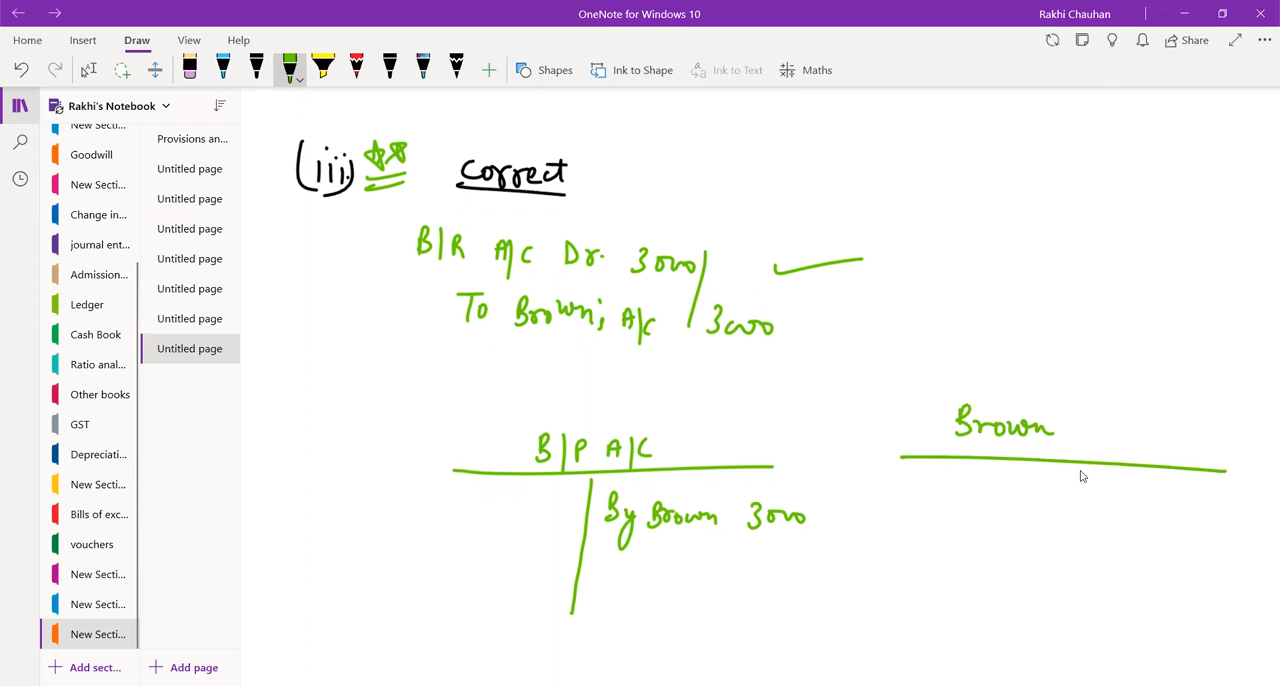 OneNote for Windows 10
Rakhi Chauhan
Home Insert Draw View Help
Share
Shapes Ink to Shape Ink to Text Maths
Rakhi's Notebook
New Secti...
Goodwill
New Secti...
Change in...
journal ent...
Admission...
Ledger
Cash Book
Ratio anal...
Other books
GST
Depreciati...
New Secti...
Bills of exc...
vouchers
New Secti...
New Secti...
New Secti...
Add sect...
Provisions an...
Untitled page
Untitled page
Untitled page
Untitled page
Untitled page
Untitled page
Untitled page
Add page
(iii) correct
B/R A/C Dr. 3000
To Brown's A/C 3000
B/P A/C
By Brown 3000
Brown